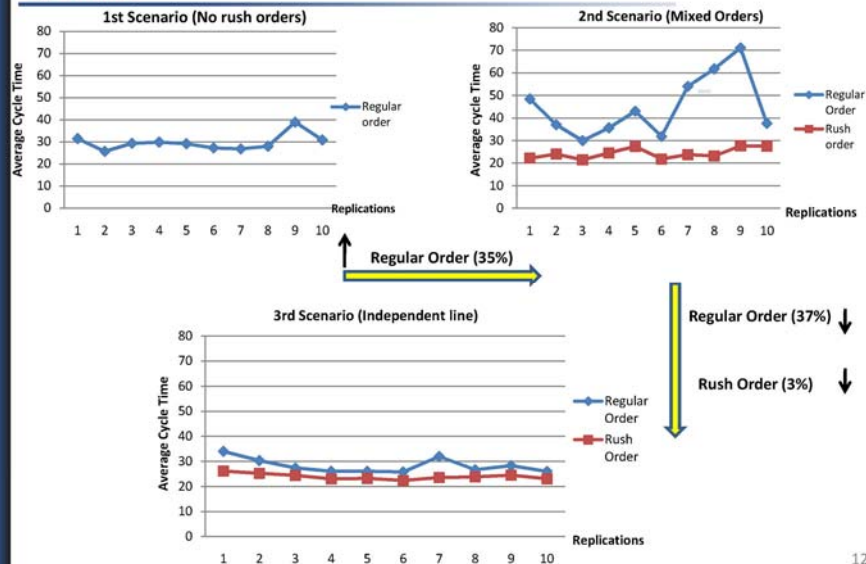 1st Scenario (No rush orders)
80
70
60
50
40
30
20
10
0
Average Cycle Time
1 2 3 4 5 6 7 8 9 10
Replications
Regular
order
2nd Scenario (Mixed Orders)
80
70
60
50
40
30
20
10
0
Average cycle Time
1 2 3 4 5 6 7 8 9 10
Replications
Regular
Order
Rush
order
Regular Order (35%)
Regular Order (37%)
Rush Order (3%)
3rd Scenario (Independent line)
80
70
60
50
40
30
20
10
0
Average Cycle Time
1 2 3 4 5 6 7 8 9 10
Replications
Regular
Order
Rush
Order
12